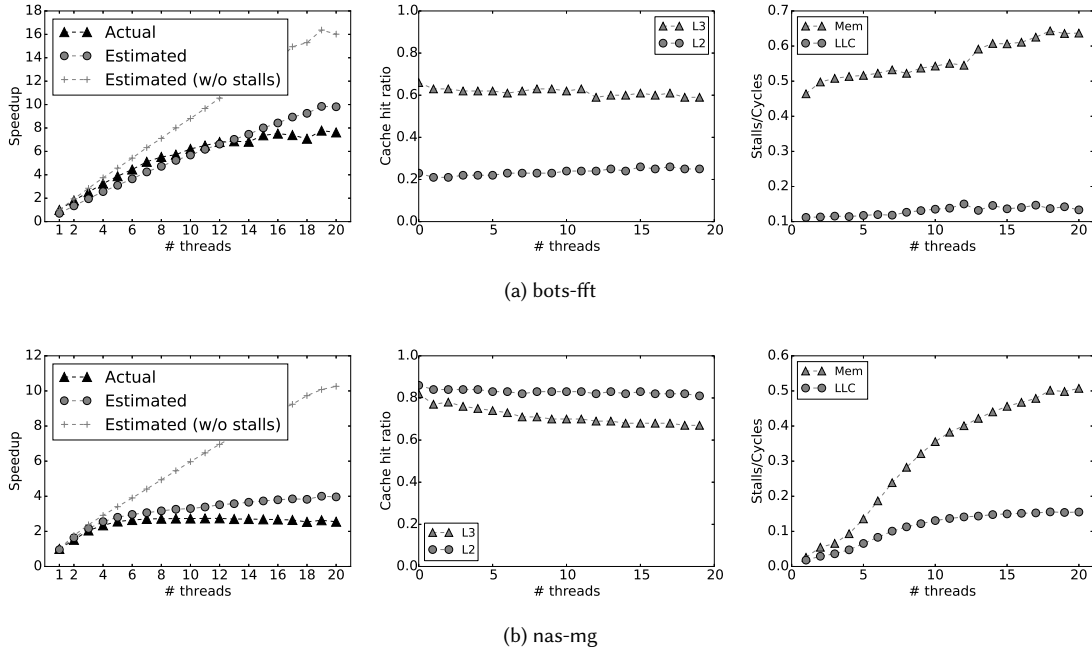 18
16
14
12
10
8
6
4
2
0
Speedup
Actual
Estimated
Estimated (w/o stalls)
1 2 4 6 8 10 12 14 16 18 20
# threads
1.0
0.8
0.6
0.4
0.2
0.0
Cache hit ratio
L3
L2
0 5 10 15 20
# threads
0.7
0.6
0.5
0.4
0.3
0.2
0.1
Stalls/Cycles
Mem
LLC
0 5 10 15 20
# threads
(a) bots-fft
12
10
8
6
4
2
0
Speedup
Actual
Estimated
Estimated (w/o stalls)
1 2 4 6 8 10 12 14 16 18 20
# threads
1.0
0.8
0.6
0.4
0.2
0.0
Cache hit ratio
L3
L2
0 5 10 15 20
# threads
0.6
0.5
0.4
0.3
0.2
0.1
0.0
Stalls/Cycles
Mem
LLC
0 5 10 15 20
# threads
(b) nas-mg